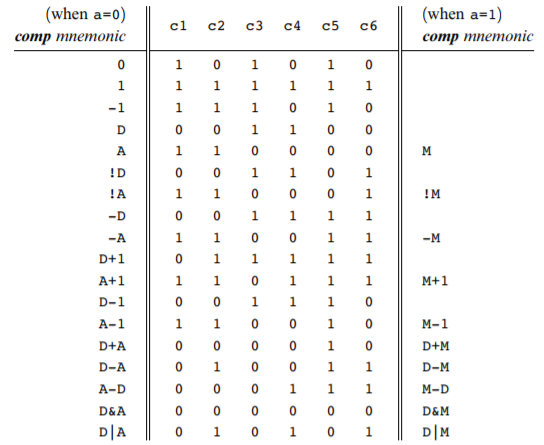 (when a=0) c1 c2 c3 c4 c5 c6 (when a=1)
comp mnemonic comp mnemonic
0 1 0 1 0 1 0
1 1 1 1 1 1 1
-1 1 1 1 0 1 0
D 0 0 1 1 0 0
A 1 1 0 0 0 0 M
!D 0 0 1 1 0 1
!A 1 1 0 0 0 1 !M
-D 0 0 1 1 1 1
-A 1 1 0 0 1 1 -M
D+1 0 1 1 1 1 1
A+1 1 1 0 1 1 1 M+1
D-1 0 0 1 1 1 0
A-1 1 1 0 0 1 0 M-1
D+A 0 0 0 0 1 0 D+M
D-A 0 1 0 0 1 1 D-M
A-D 0 0 0 1 1 1 M-D
D&A 0 0 0 0 0 0 D&M
D|A 0 1 0 1 0 1 D|M